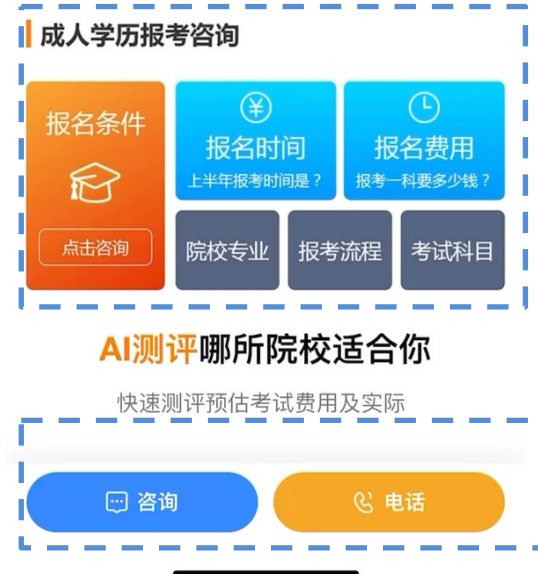 成人学历报考咨询
报名条件
点击咨询
报名时间
上半年报考时间是？
报名费用
报考一科要多少钱？
院校专业
报考流程
考试科目
AI测评哪所院校适合你
快速测评预估考试费用及实际
咨询
电话